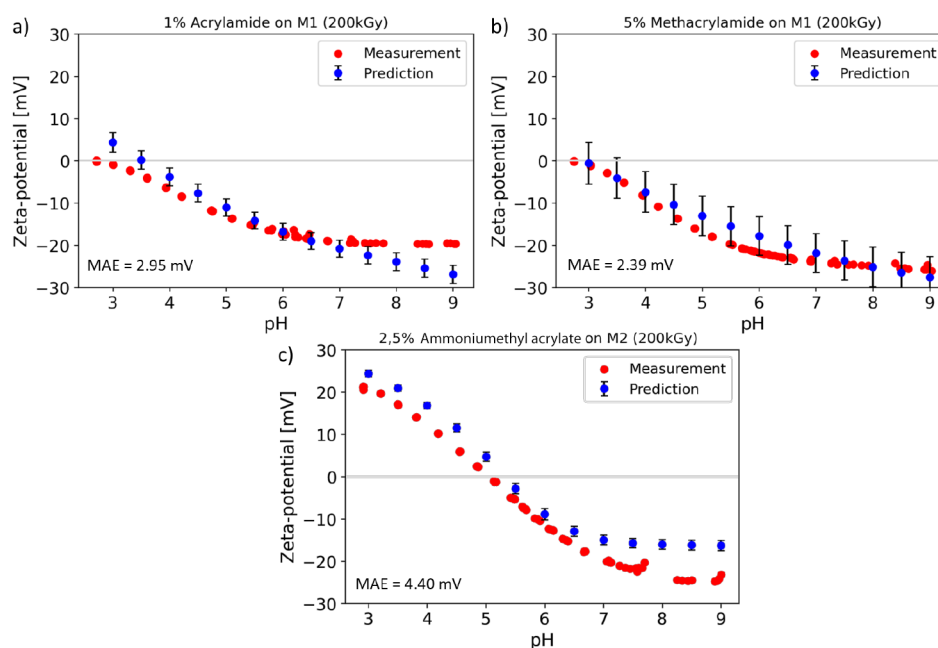 a)
1% Acrylamide on M1 (200kGy)
30
20
10
0
−10
−20
−30
Zeta-potential [mV]
Measurement
Prediction
MAE = 2.95 mV
3 4 5 6 7 8 9
pH
b)
5% Methacrylamide on M1 (200kGy)
30
20
10
0
−10
−20
−30
Zeta-potential [mV]
Measurement
Prediction
MAE = 2.39 mV
3 4 5 6 7 8 9
pH
c)
2,5% Ammoniumethyl acrylate on M2 (200kGy)
30
20
10
0
−10
−20
−30
Zeta-potential [mV]
Measurement
Prediction
MAE = 4.40 mV
3 4 5 6 7 8 9
pH